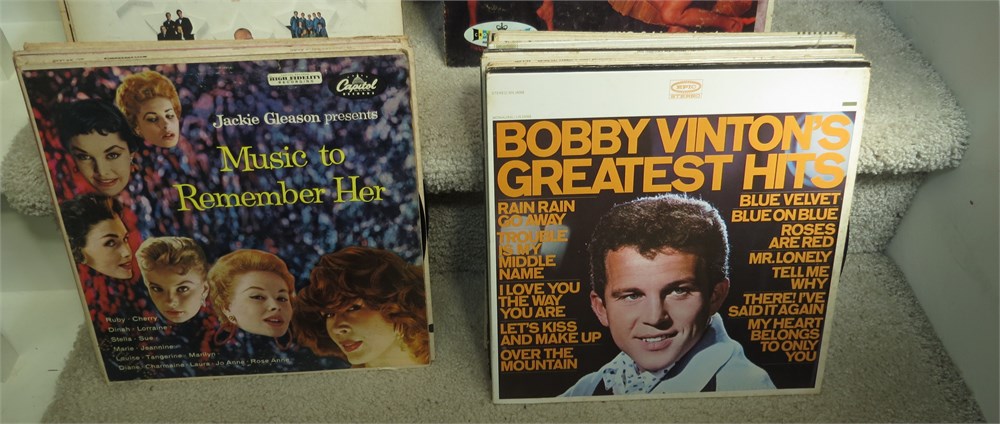 HIGH FIDELITY
RECORDING
Capitol
RECORDS
Jackie Gleason presents
Music to
Remember Her
Ruby · Cherry
Dinah · Lorraine
Stella · Sue
Marie · Jeannine
Louise · Tangerine · Marilyn
Diane · Charmaine · Laura · Jo Anne · Rose Anne
EPIC
STEREO
BOBBY VINTON'S
GREATEST HITS
RAIN RAIN
GO AWAY
TROUBLE
IS MY
MIDDLE
NAME
I LOVE YOU
THE WAY
YOU ARE
LET'S KISS
AND MAKE UP
OVER THE
MOUNTAIN
BLUE VELVET
BLUE ON BLUE
ROSES
ARE RED
MR. LONELY
TELL ME
WHY
THERE! I'VE
SAID IT AGAIN
MY HEART
BELONGS
TO ONLY
YOU